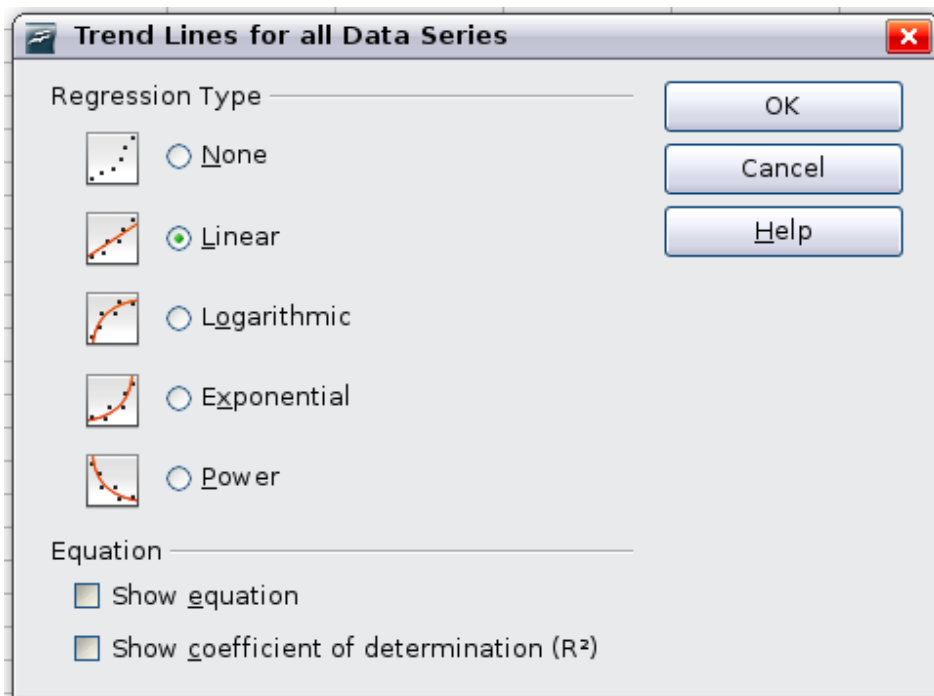 Trend Lines for all Data Series
Regression Type
None
Linear
Logarithmic
Exponential
Power
OK
Cancel
Help
Equation
Show equation
Show coefficient of determination (R²)